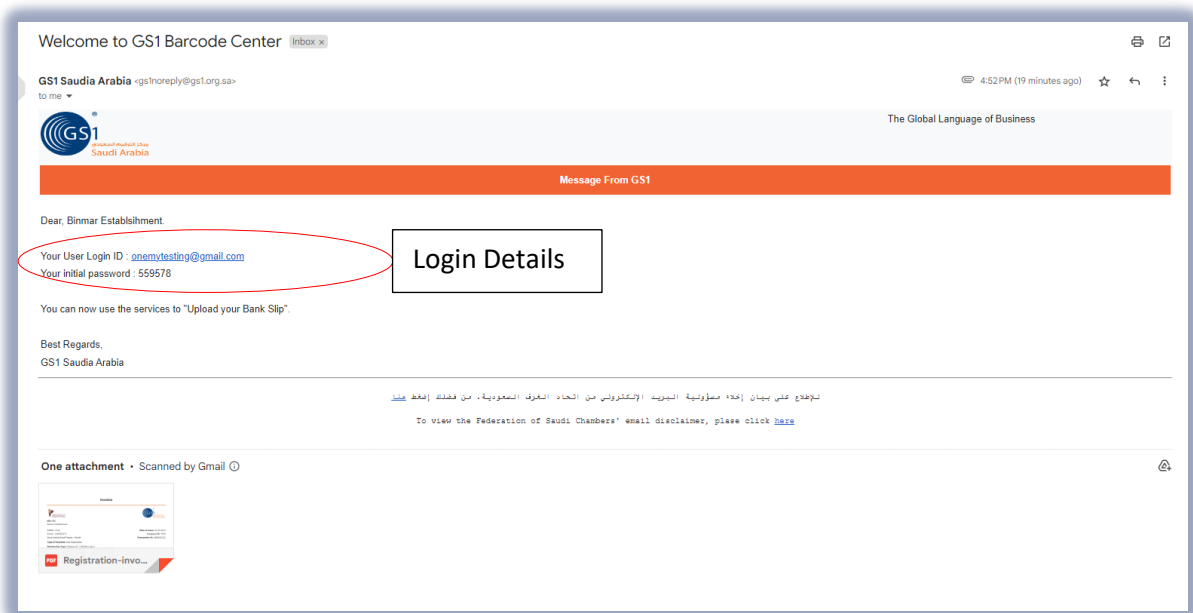 Welcome to GS1 Barcode Center Inbox x
GS1 Saudia Arabia <gs1noreply@gs1.org.sa>
4:52 PM (19 minutes ago)
to me
GS1
Saudi Arabia
The Global Language of Business
Message From GS1
Dear, Binmar Establsihment.
Your User Login ID : onemytesting@gmail.com
Your initial password : 559578
Login Details
You can now use the services to "Upload your Bank Slip".
Best Regards,
GS1 Saudia Arabia
للإطلاع على بيان إخلاء مسؤولية البريد الإلكتروني من اتحاد الغرف السعودية، من فضلك إضغط هنا
To view the Federation of Saudi Chambers' email disclaimer, plase click here
One attachment • Scanned by Gmail
PDF Registration-invo...